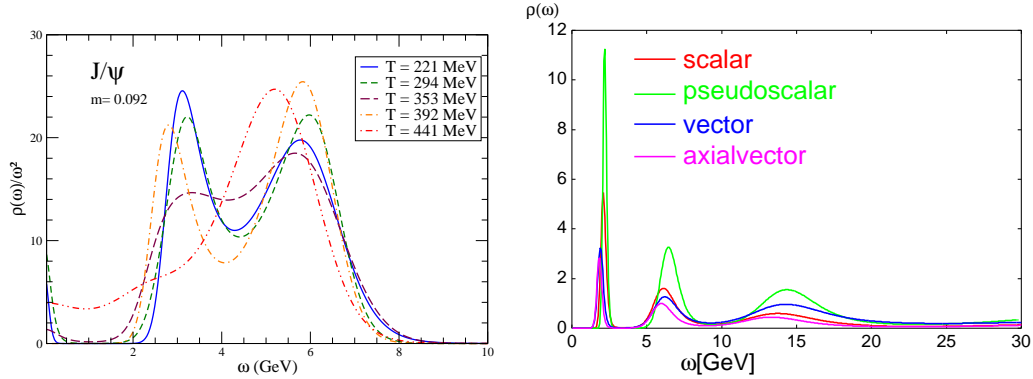 J/ψ
m= 0.092
T = 221 MeV
T = 294 MeV
T = 353 MeV
T = 392 MeV
T = 441 MeV
ρ(ω)/ω²
30
20
10
0
0 2 4 6 8 10
ω (GeV)
ρ(ω)
scalar
pseudoscalar
vector
axialvector
12
10
8
6
4
2
0
0 5 10 15 20 25 30
ω[GeV]